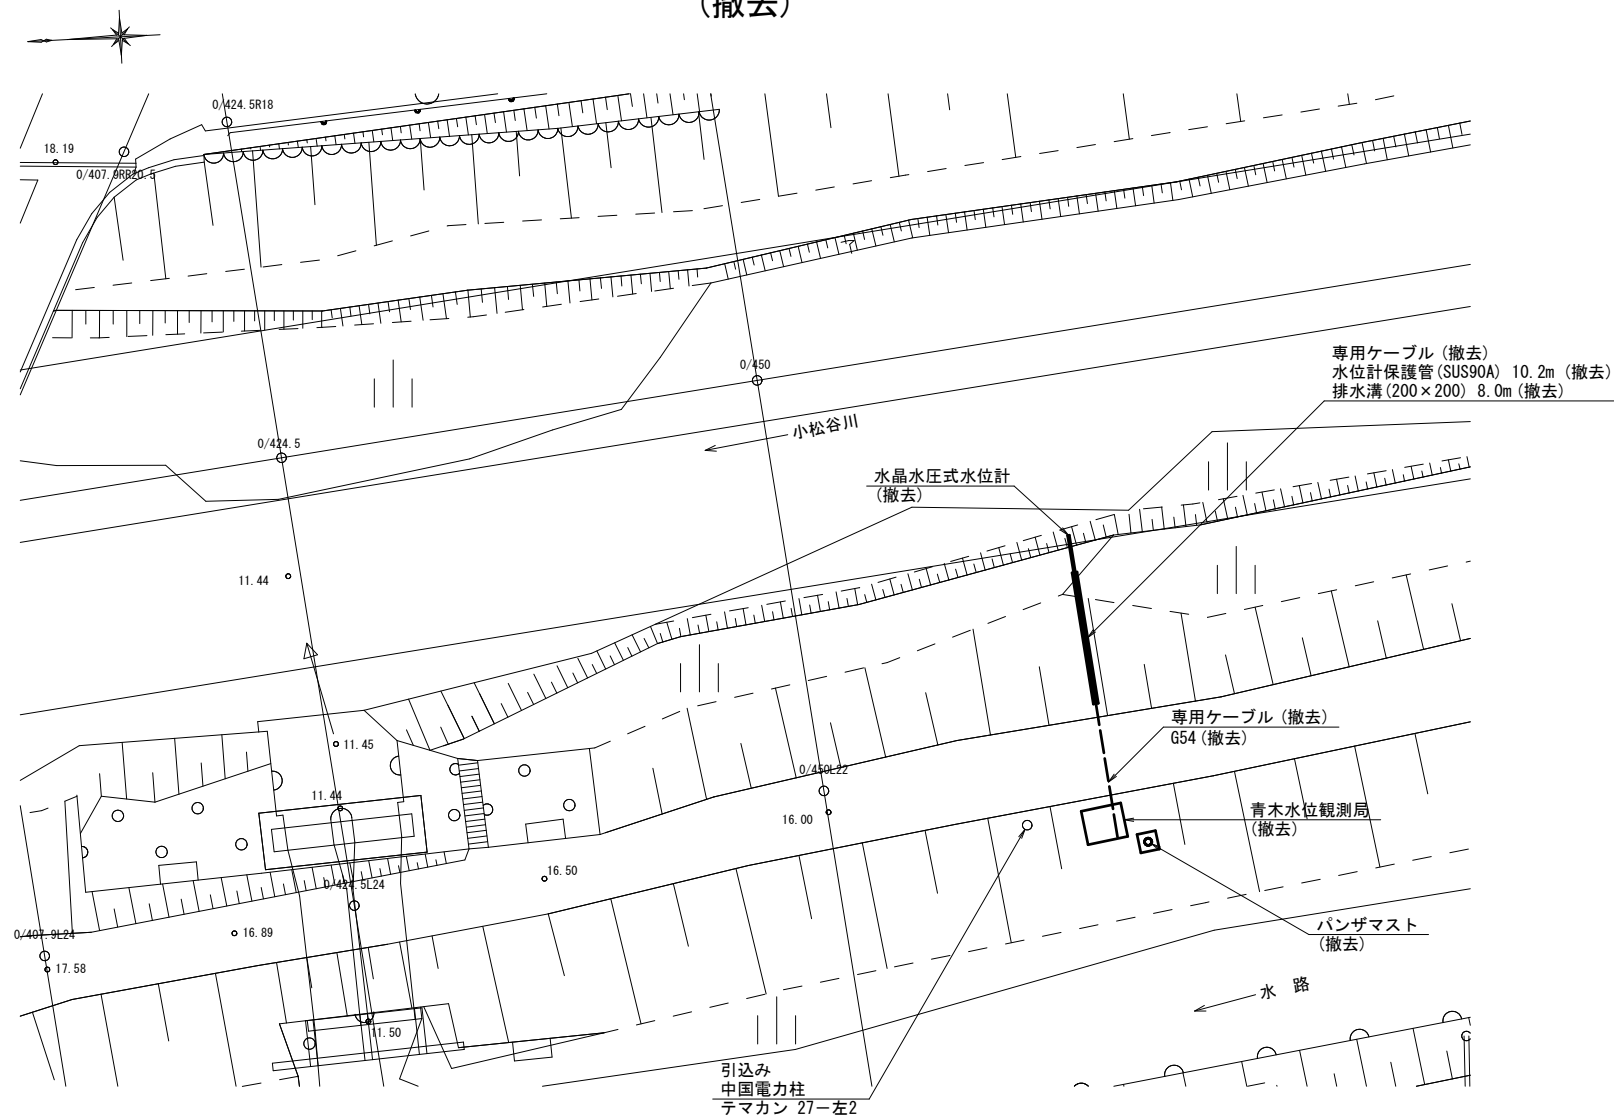 (撤去)
0/424.5R18
18.19
0/407.9RR20.5
0/450
専用ケーブル(撤去)
水位計保護管(SUS90A) 10.2m(撤去)
排水溝(200×200) 8.0m(撤去)
小松谷川
0/424.5
水晶水圧式水位計
(撤去)
11.44
専用ケーブル(撤去)
G54(撤去)
11.45
0/450L22
11.44
16.00
青木水位観測局
(撤去)
16.50
0/424.5L24
パンザマスト
(撤去)
0/407.9L24
16.89
17.58
水 路
11.50
引込み
中国電力柱
テマカン 27-左2